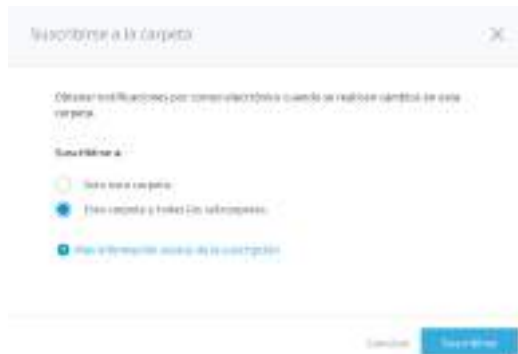 Suscribirse a la carpeta
Obtener notificaciones por correo electrónico cuando se realicen cambios en esta
carpeta.
Suscribirse a
Solo esta carpeta
Esta carpeta y todas las subcarpetas
Más información acerca de la suscripción
Cancelar
Suscribirse